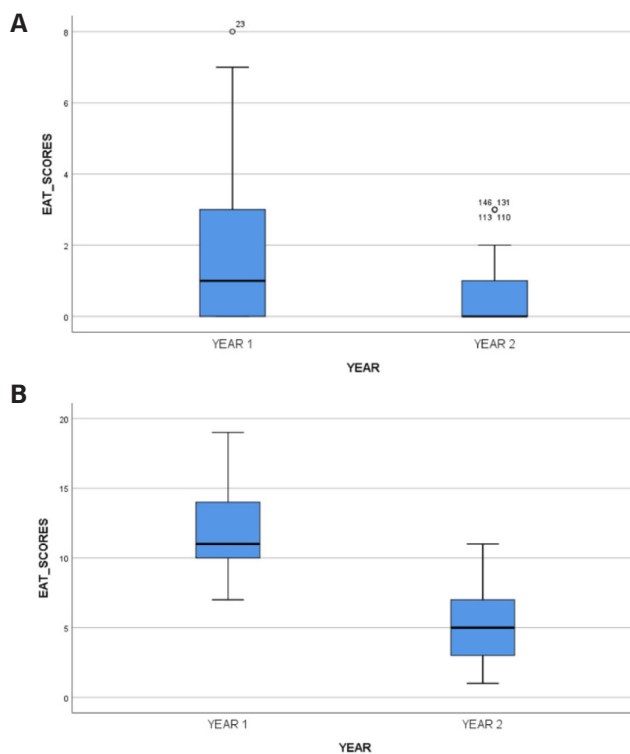 A
EAT_SCORES
8
6
4
2
0
23
146 131
113 110
YEAR 1
YEAR 2
YEAR
B
EAT_SCORES
20
15
10
5
0
YEAR 1
YEAR 2
YEAR